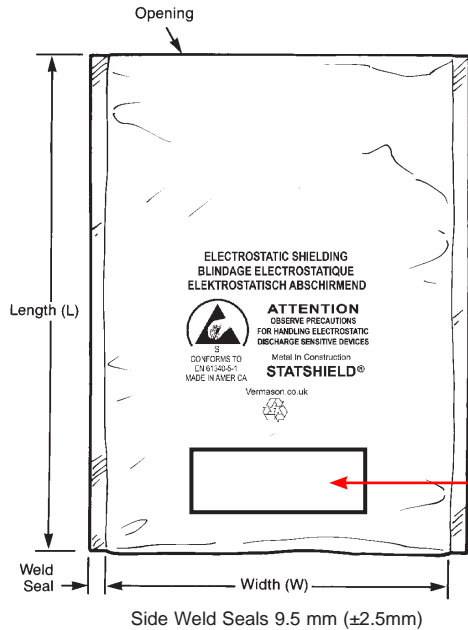 Opening
ELECTROSTATIC SHIELDING
BLINDAGE ELECTROSTATIQUE
ELEKTROSTATISCH ABSCHIRMEND
ATTENTION
OBSERVE PRECAUTIONS
FOR HANDLING ELECTROSTATIC
DISCHARGE SENSITIVE DEVICES
S
CONFORMS TO
EN 61340-5-1
MADE IN AMER CA
Metal In Construction
STATSHIELD®
Vermason.co.uk
Length (L)
Weld
Seal
Width (W)
Side Weld Seals 9.5 mm (±2.5mm)